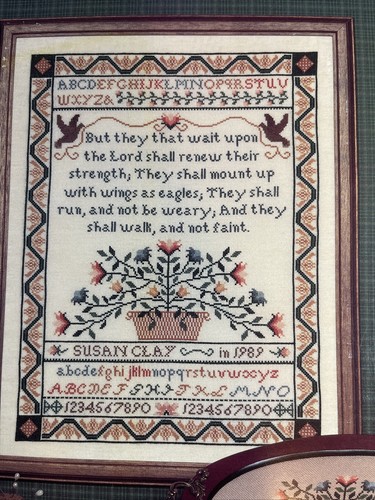 ABCDEFGHIJKLMNOPQRSTUV
WXYZ&
But they that wait upon
the Lord shall renew their
strength; They shall mount up
with wings as eagles; They shall
run, and not be weary; And they
shall walk, and not faint.
SUSAN CLAY in 1989
abcdefghijklmnopqrstuvwxyz
ABCDEFGHIJKLMNO
1234567890 1234567890